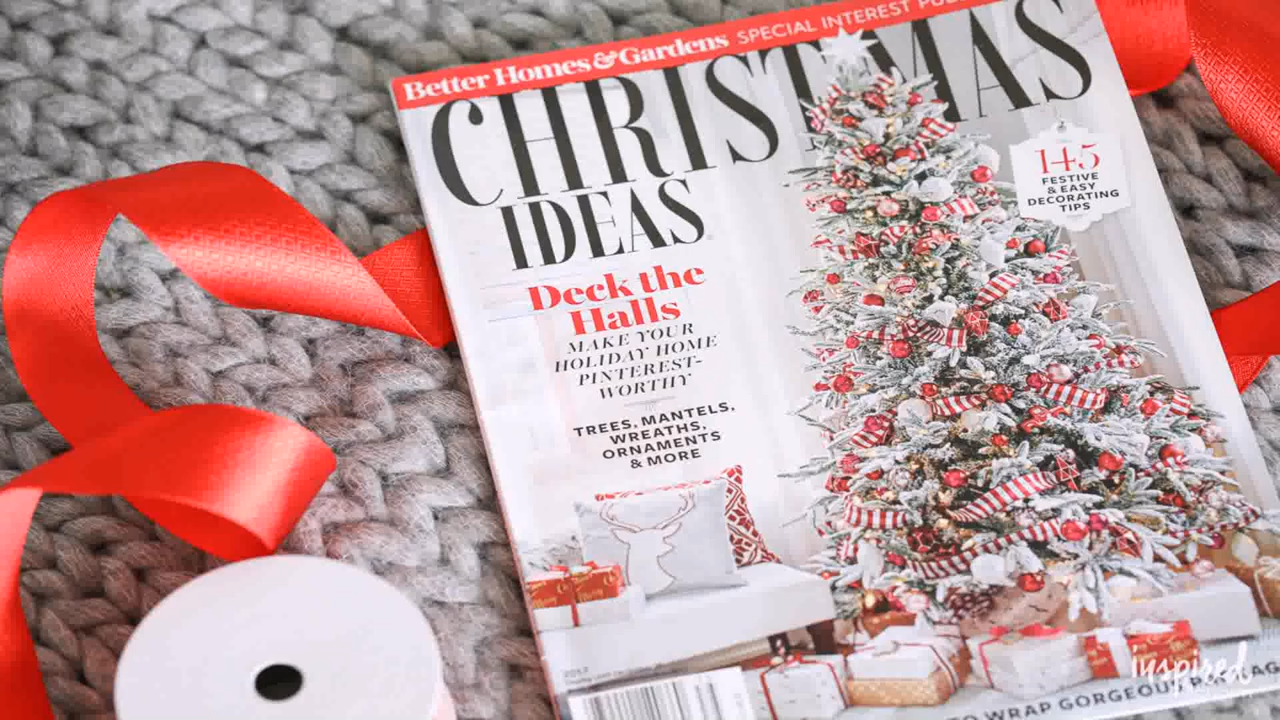 Better Homes & Gardens SPECIAL INTEREST
CHRISTMAS
IDEAS
145
FESTIVE
& EASY
DECORATING
TIPS
Deck the
Halls
MAKE YOUR
HOLIDAY HOME
PINTEREST-
WORTHY
TREES, MANTELS,
WREATHS,
ORNAMENTS
& MORE
2017
inspired
TO WRAP GORGEOUS